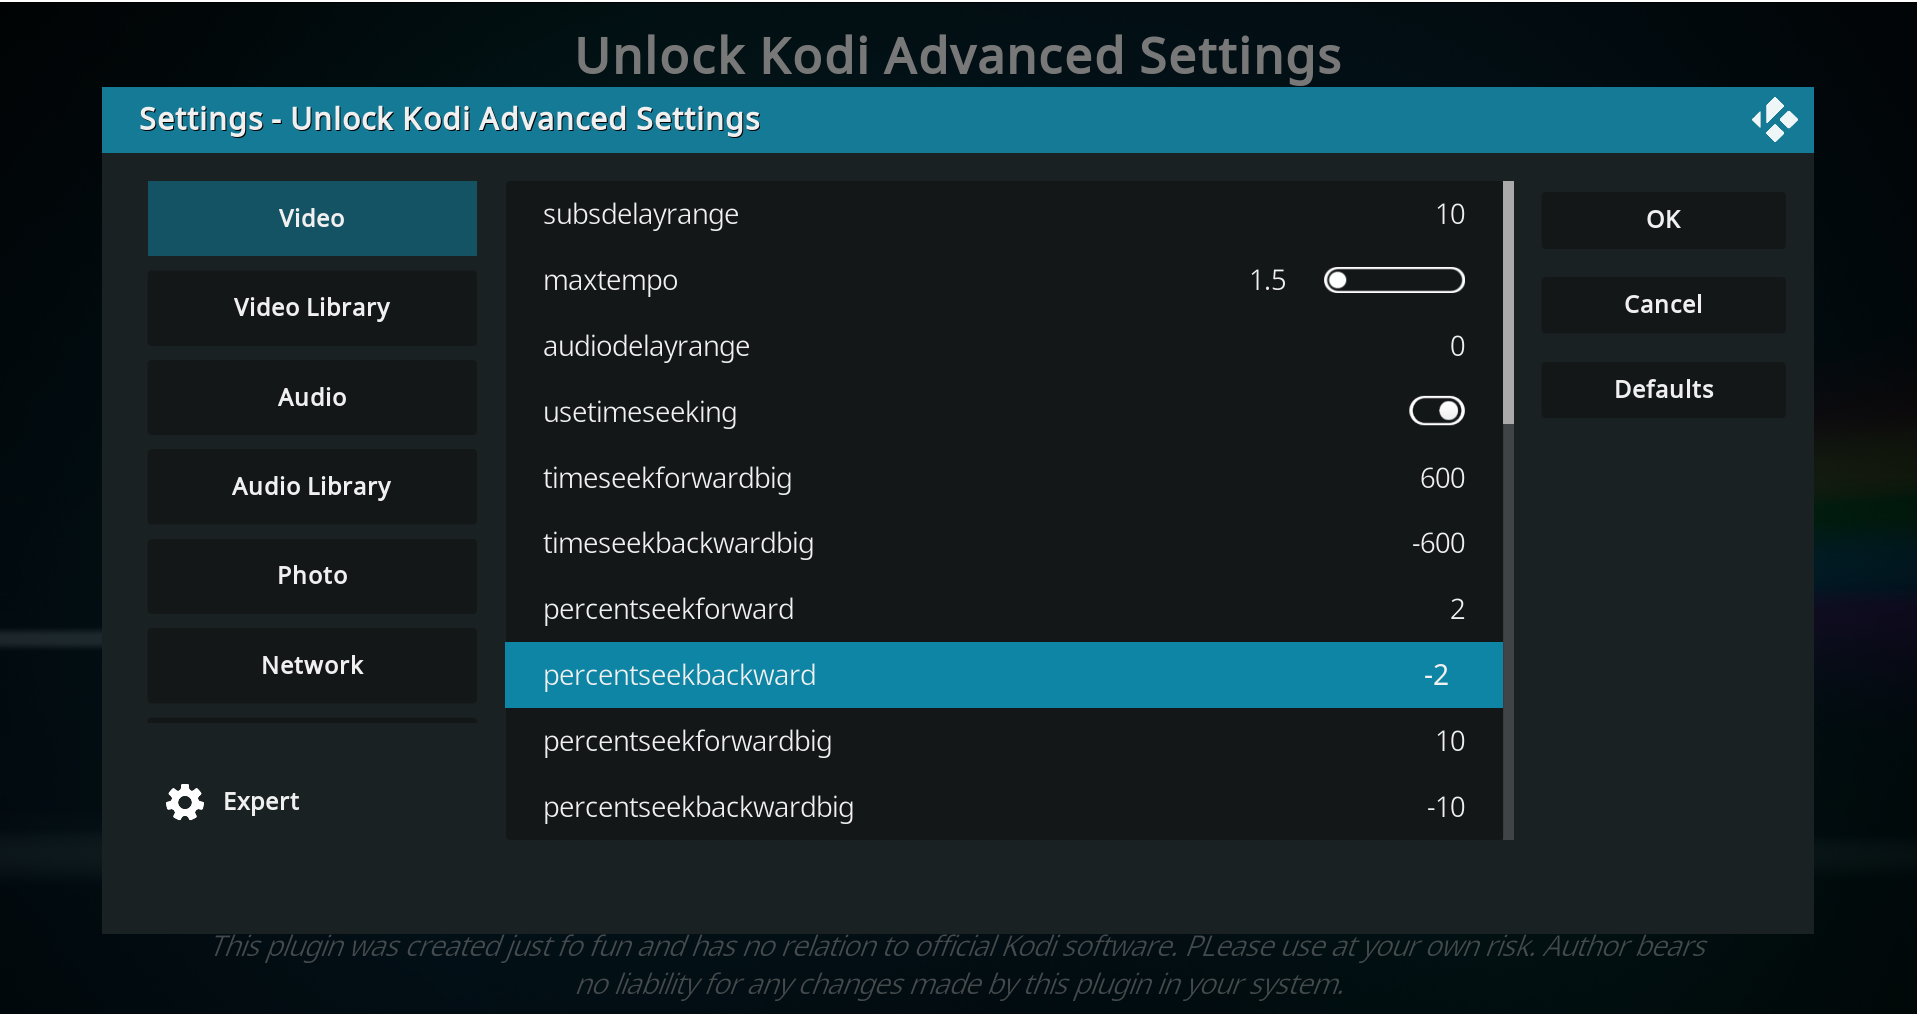 Unlock Kodi Advanced Settings
Settings - Unlock Kodi Advanced Settings
Video
Video Library
Audio
Audio Library
Photo
Network
Expert
subsdelayrange 10
maxtempo 1.5
audiodelayrange 0
usetimeseeking
timeseekforwardbig 600
timeseekbackwardbig -600
percentseekforward 2
percentseekbackward -2
percentseekforwardbig 10
percentseekbackwardbig -10
OK
Cancel
Defaults
This plugin was created just fo fun and has no relation to official Kodi software. PLease use at your own risk. Author bears
no liability for any changes made by this plugin in your system.